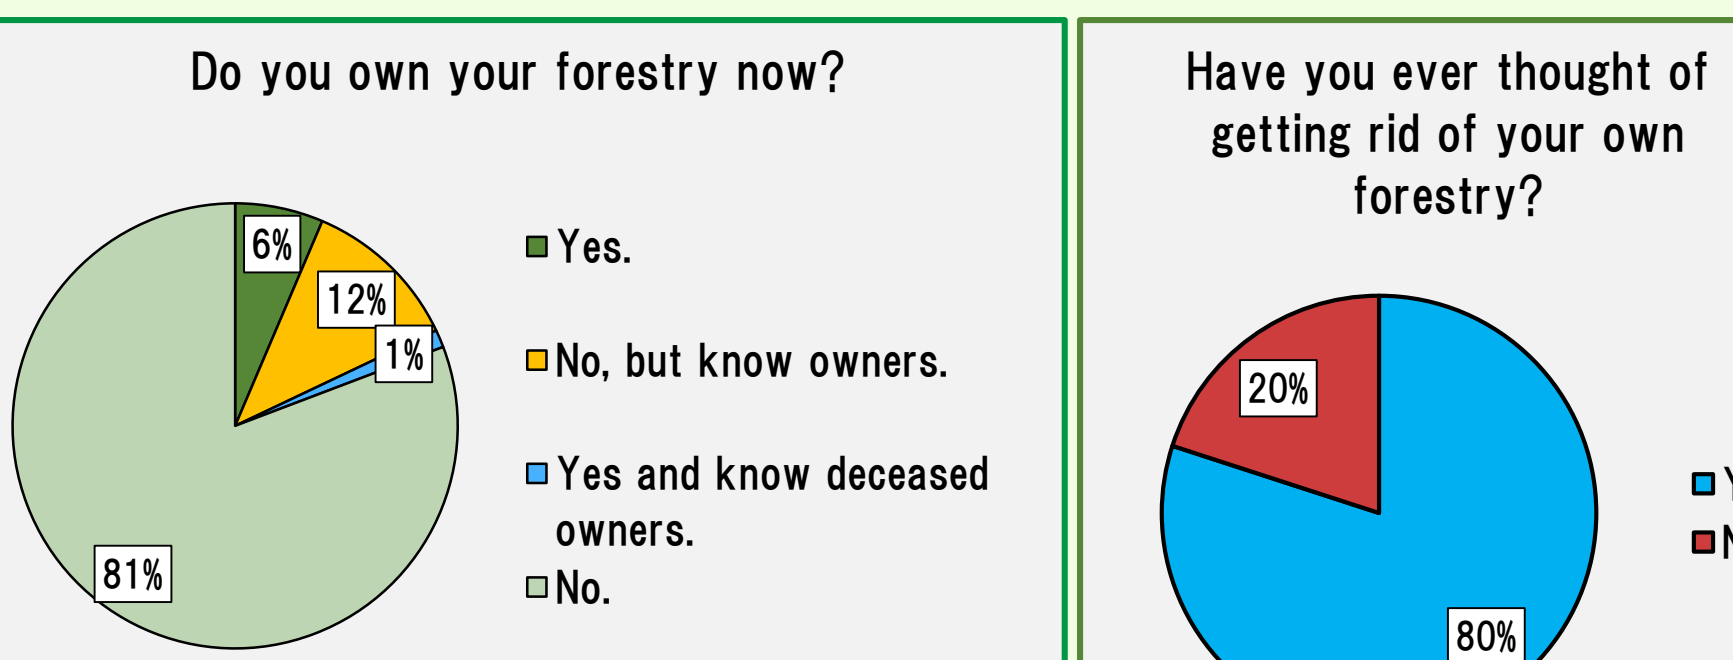 Do you own your forestry now?
6%
12%
1%
81%
Yes.
No, but know owners.
Yes and know deceased
owners.
No.
Have you ever thought of
getting rid of your own
forestry?
20%
80%